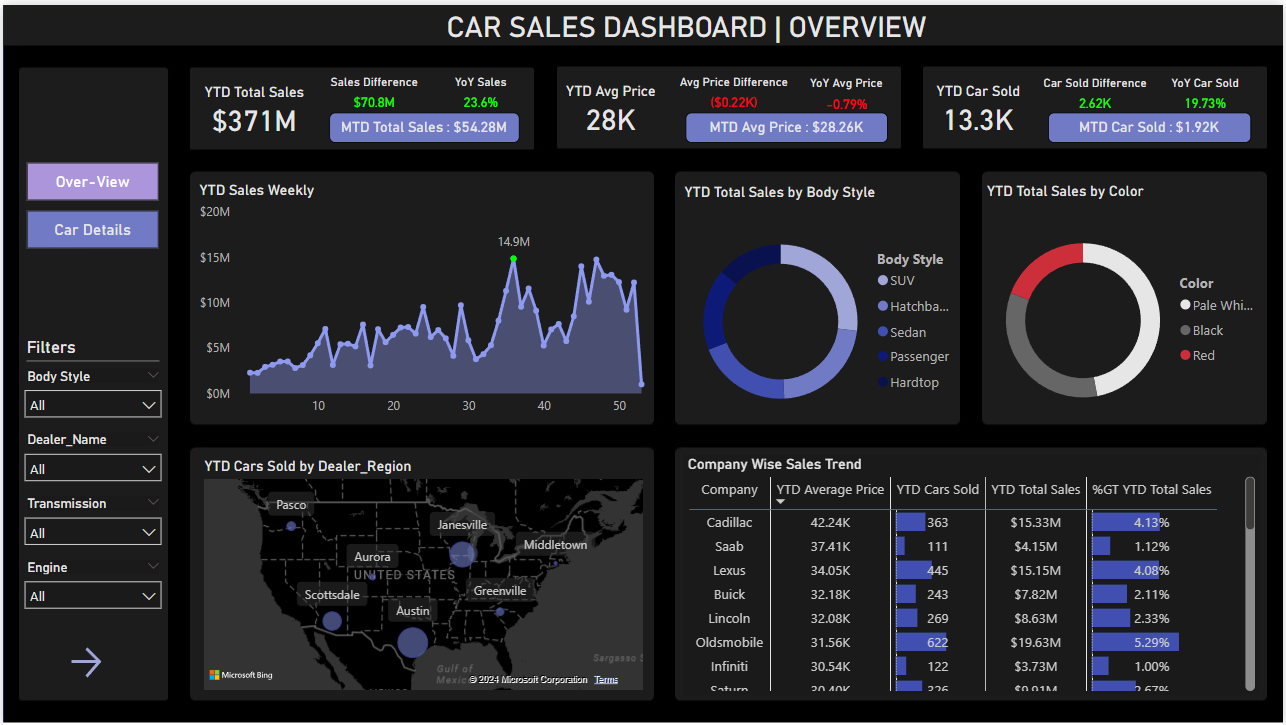 CAR SALES DASHBOARD | OVERVIEW
YTD Total Sales
$371M
Sales Difference
$70.8M
YoY Sales
23.6%
MTD Total Sales : $54.28M
YTD Avg Price
28K
Avg Price Difference
($0.22K)
YoY Avg Price
-0.79%
MTD Avg Price : $28.26K
YTD Car Sold
13.3K
Car Sold Difference
2.62K
YoY Car Sold
19.73%
MTD Car Sold : $1.92K
Over-View
Car Details
Filters
Body Style
All
Dealer_Name
All
Transmission
All
Engine
All
YTD Sales Weekly
$20M
$15M
$10M
$5M
$0M
14.9M
10 20 30 40 50
YTD Total Sales by Body Style
Body Style
SUV
Hatchba...
Sedan
Passenger
Hardtop
YTD Total Sales by Color
Color
Pale Whi...
Black
Red
YTD Cars Sold by Dealer_Region
Pasco
Janesville
Middletown
Aurora
UNITED STATES
Scottsdale
Greenville
Austin
Sargasso S
Gulf of
Mexico
MEXICO
Microsoft Bing
© 2024 Microsoft Corporation Terms
Company Wise Sales Trend
Company YTD Average Price YTD Cars Sold YTD Total Sales %GT YTD Total Sales
Cadillac 42.24K 363 $15.33M 4.13%
Saab 37.41K 111 $4.15M 1.12%
Lexus 34.05K 445 $15.15M 4.08%
Buick 32.18K 243 $7.82M 2.11%
Lincoln 32.08K 269 $8.63M 2.33%
Oldsmobile 31.56K 622 $19.63M 5.29%
Infiniti 30.54K 122 $3.73M 1.00%
Saturn 30.40K 326 $9.91M 2.67%